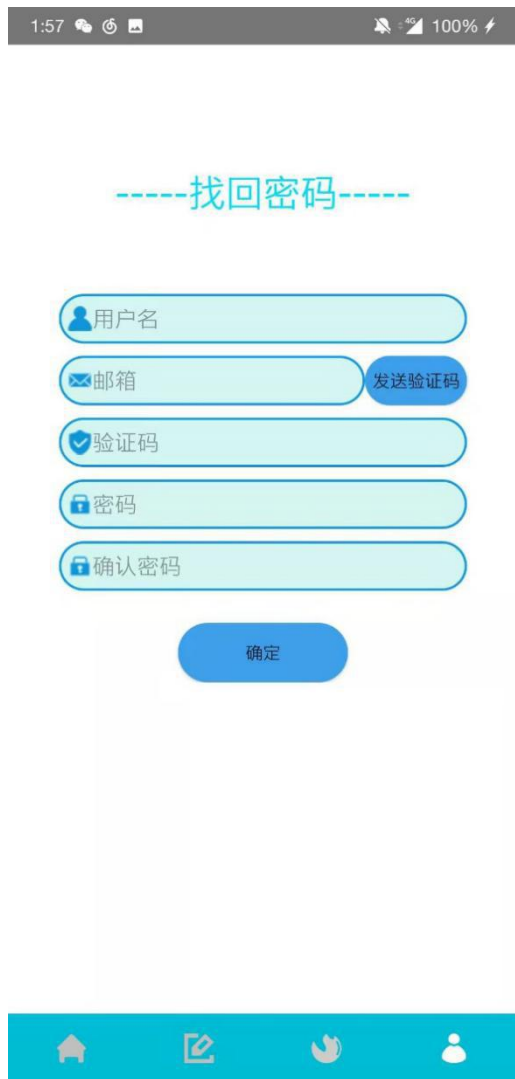 1:57 4G 100%
-----找回密码-----
用户名
邮箱 发送验证码
验证码
密码
确认密码
确定